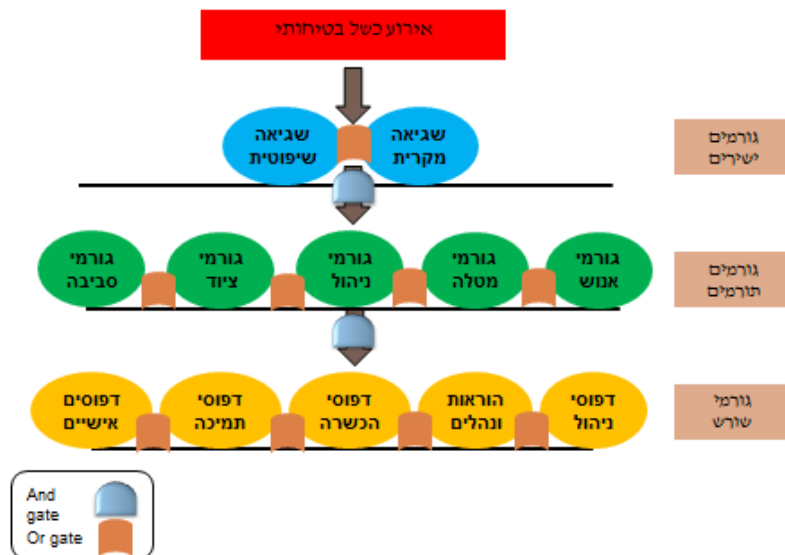 אירוע כשל בטיחותי
שגיאה
מקרית
שגיאה
שיפוטית
גורמים
ישירים
גורמי
אנוש
גורמי
מטלה
גורמי
ניהול
גורמי
ציוד
גורמי
סביבה
גורמים
תורמים
דפוסי
ניהול
הוראות
ונהלים
דפוסי
הכשרה
דפוסי
תמיכה
דפוסים
אישיים
גורמי
שורש
And
gate
Or gate